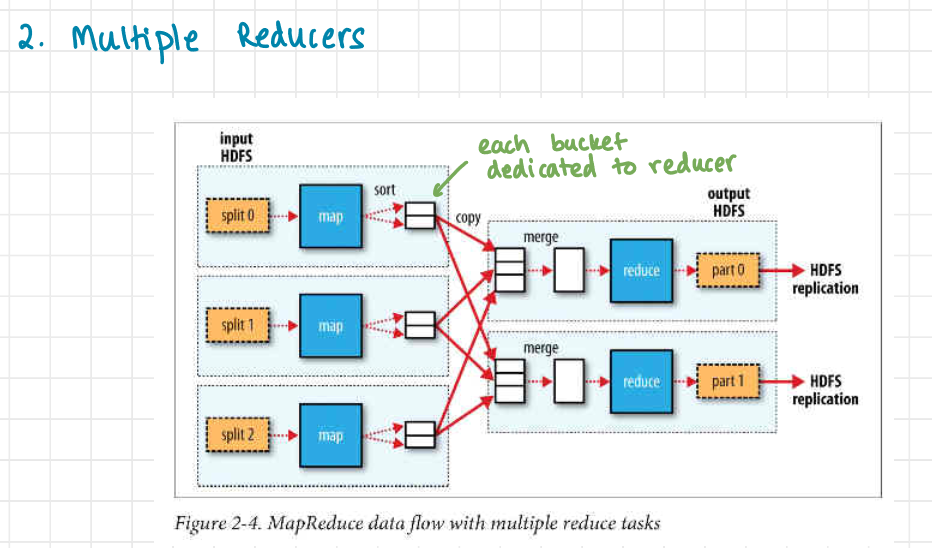 2. Multiple Reducers
input
HDFS
each bucket
dedicated to reducer
sort
split 0
map
copy
output
HDFS
merge
reduce
part 0
HDFS
replication
split 1
map
merge
reduce
part 1
HDFS
replication
split 2
map
Figure 2-4. MapReduce data flow with multiple reduce tasks